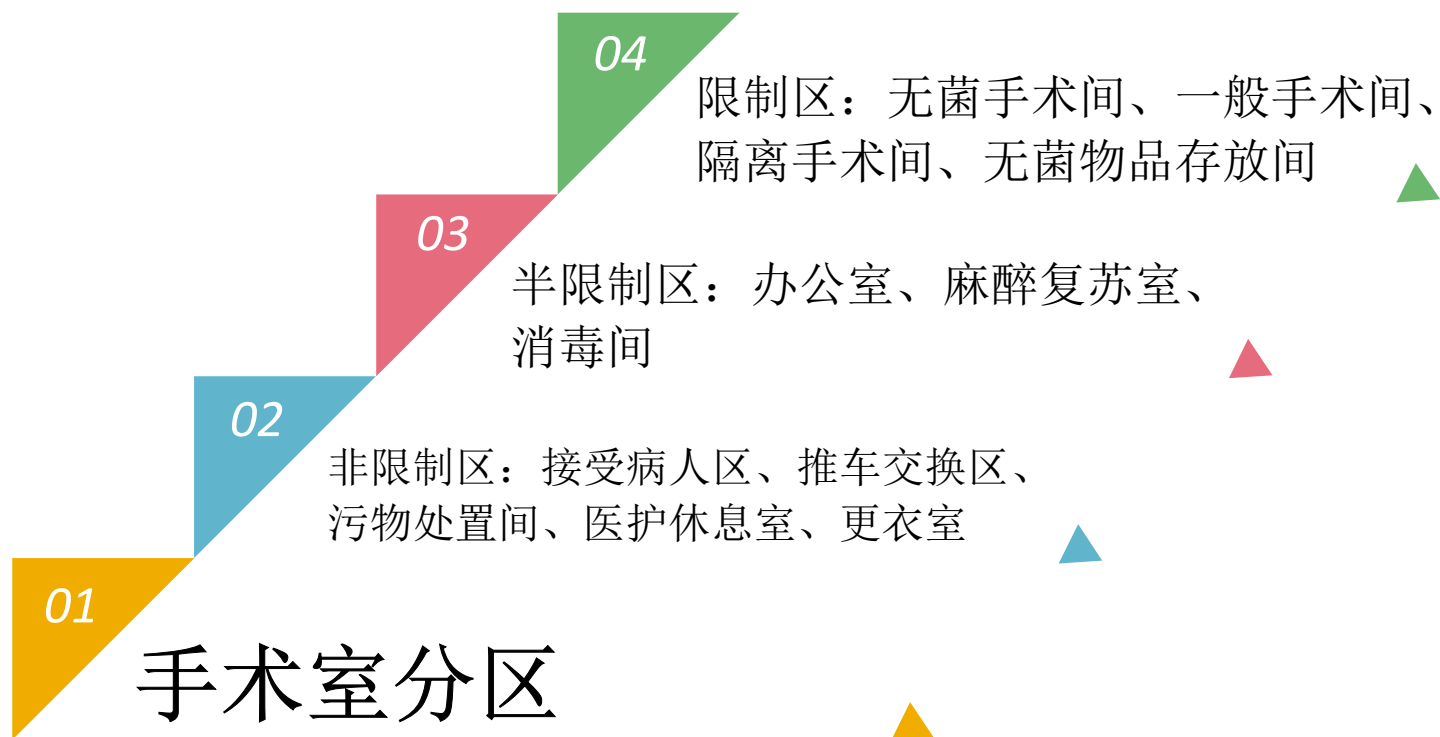 04
限制区：无菌手术间、一般手术间、
隔离手术间、无菌物品存放间
03
半限制区：办公室、麻醉复苏室、
消毒间
02
非限制区：接受病人区、推车交换区、
污物处置间、医护休息室、更衣室
01
手术室分区